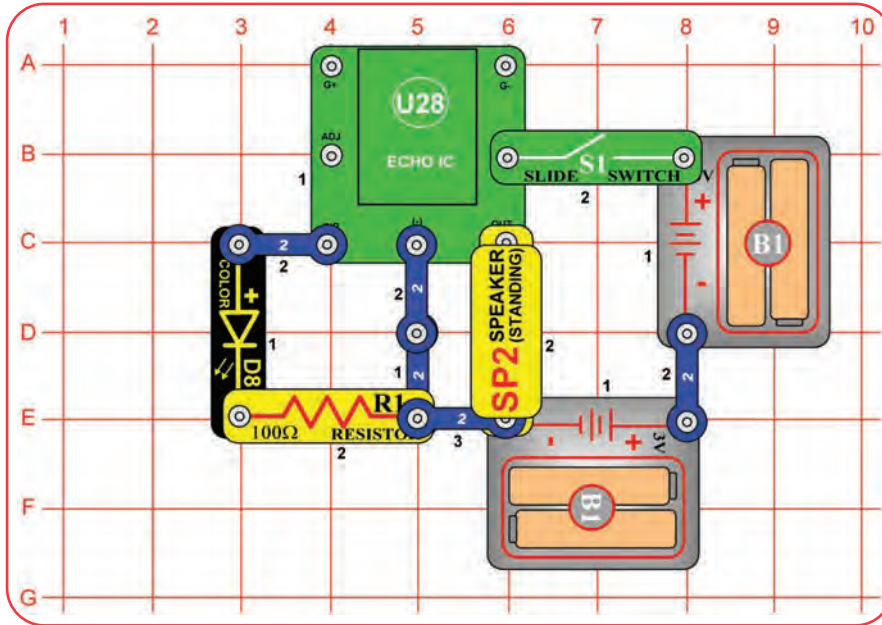 1 2 3 4 5 6 7 8 9 10
A
G+
G-
U28
ADJ
B
1
ECHO IC
S1
SLIDE SWITCH
2
V
+
B1
1
-
C
(-)
OUT
2
2
COLOR
+
D8
1
2
2
SPEAKER
(STANDING)
SP2
2
D
1
2
2
2
1
E
R1
100Ω
RESISTOR
2
2
3
-
+
3V
F
B1
G